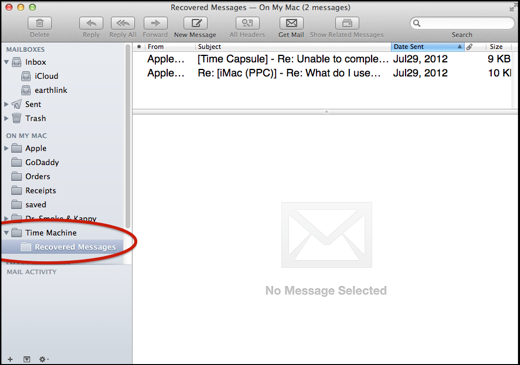 Recovered Messages — On My Mac (2 messages)
Delete Reply Reply All Forward New Message All Headers Get Mail Show Related Messages Search
MAILBOXES
Inbox
iCloud
earthlink
Sent
Trash
ON MY MAC
Apple
GoDaddy
Orders
Receipts
saved
Dr. Smoke & Kappy
Time Machine
Recovered Messages
MAIL ACTIVITY
From Subject Date Sent Size
Apple... [Time Capsule] - Re: Unable to comple... Jul29, 2012 9 KB
Apple... Re: [iMac (PPC)] - Re: What do I use... Jul29, 2012 10 K
No Message Selected